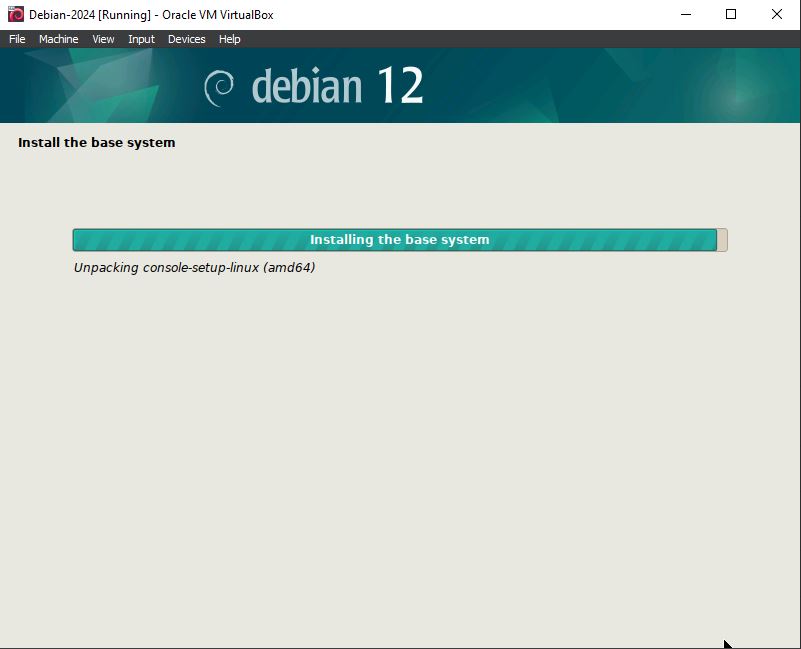 Debian-2024 [Running] - Oracle VM VirtualBox
File Machine View Input Devices Help
debian 12
Install the base system
Installing the base system
Unpacking console-setup-linux (amd64)